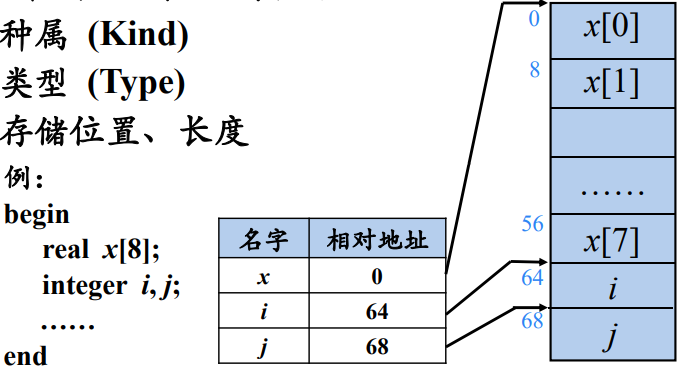 种属 (Kind)
类型 (Type)
存储位置、长度
例：
begin
real x[8];
integer i, j;
……
end
名字 相对地址
x 0
i 64
j 68
0 x[0]
8 x[1]
……
56 x[7]
64 i
68 j